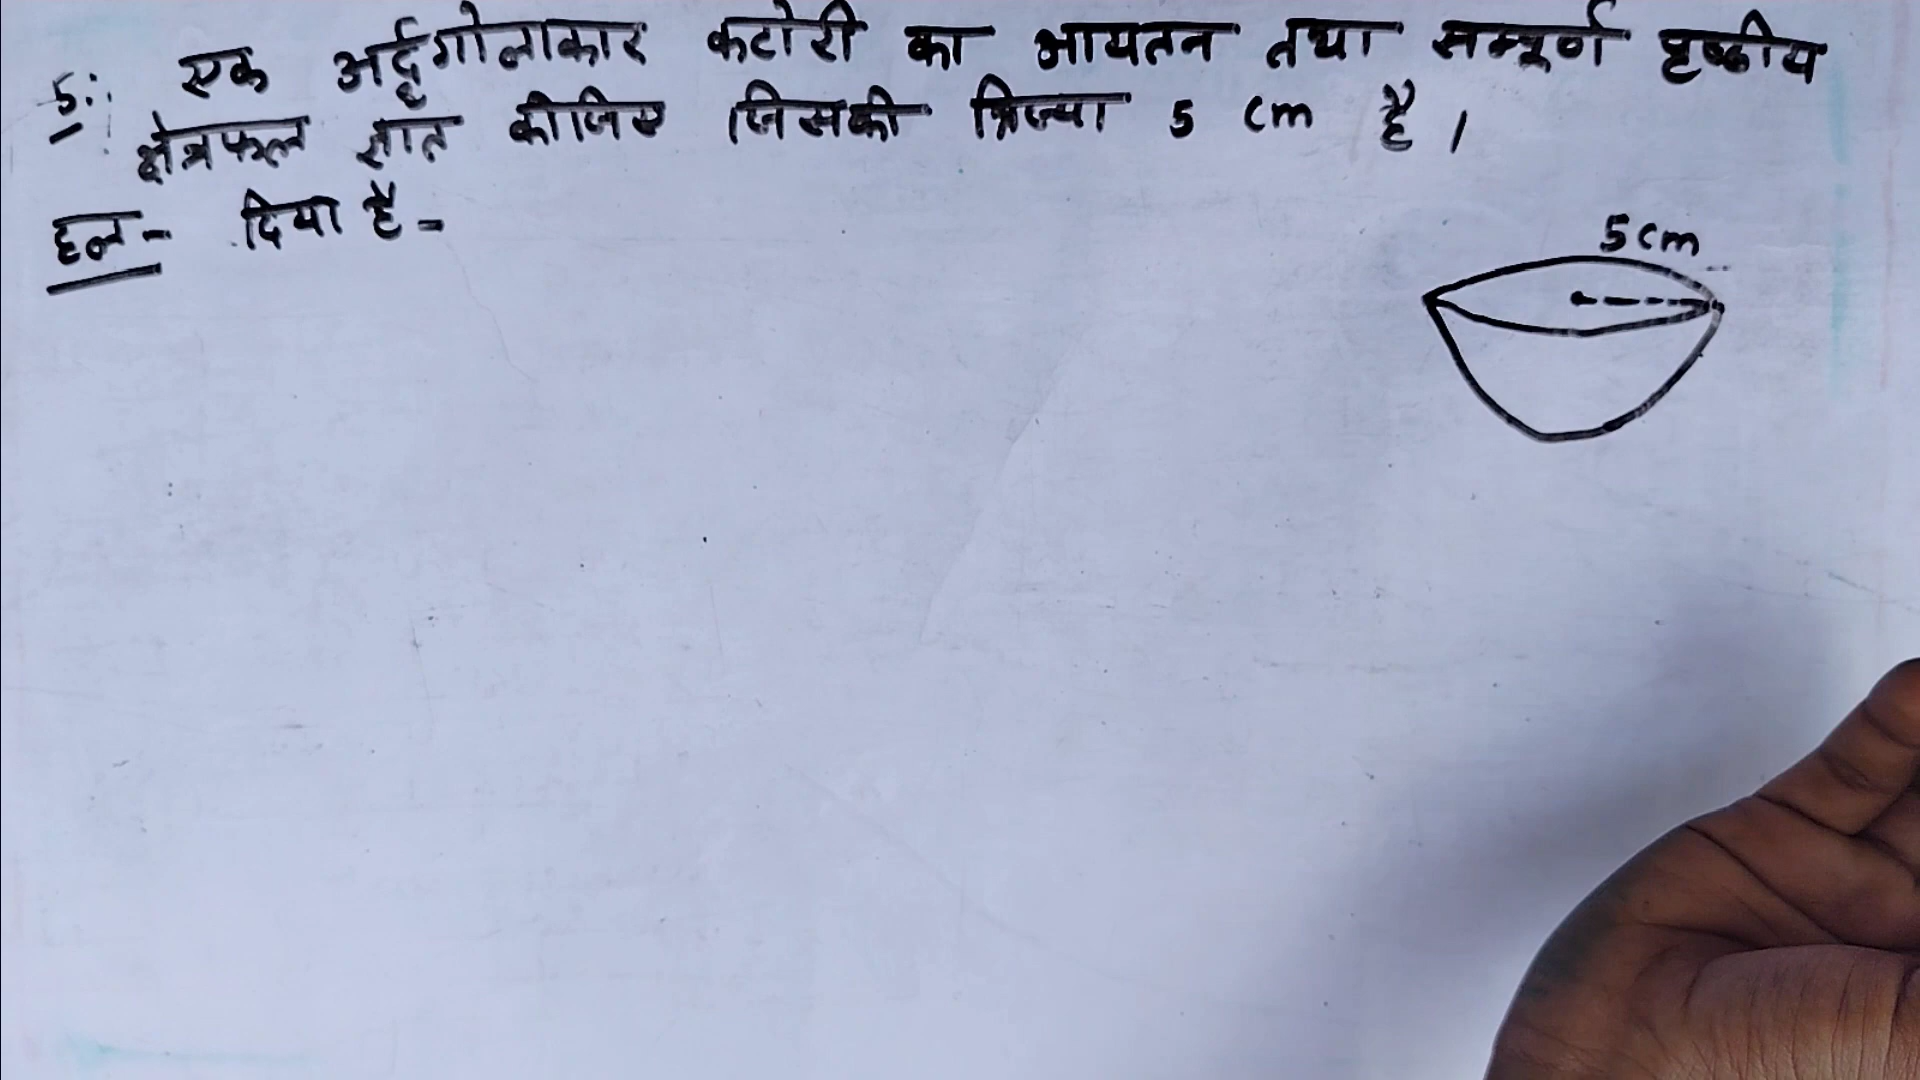 5:. एक अर्द्धगोलाकार कटोरी का आयतन तथा सम्पूर्ण पृष्ठीय
क्षेत्रफल ज्ञात कीजिए जिसकी त्रिज्या 5 cm है ।
हल- दिया है -
5cm